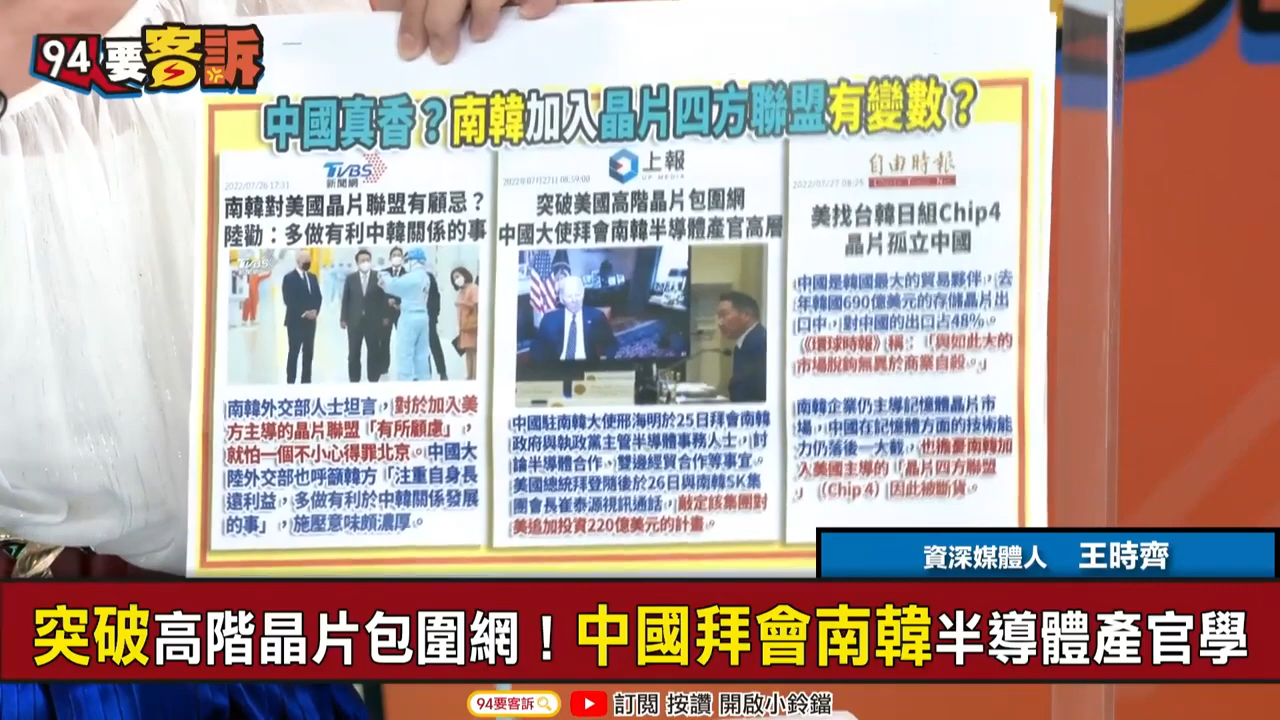 94要客訴
中國真香？南韓加入晶片四方聯盟有變數？
TVBS
新聞網
2022/07/26 17:31
南韓對美國晶片聯盟有顧忌？
陸勸：多做有利中韓關係的事
TVBS
南韓外交部人士坦言，對於加入美
方主導的晶片聯盟「有所顧慮」，
就怕一個不小心得罪北京。中國大
陸外交部也呼籲韓方「注重自身長
遠利益，多做有利於中韓關係發展
的事」，施壓意味頗濃厚。
上報
UP MEDIA
2022年07月27日 08:59:00
突破美國高階晶片包圍網
中國大使拜會南韓半導體產官高層
中國駐南韓大使邢海明於25日拜會南韓
政府與執政黨主管半導體事務人士，討
論半導體合作，雙邊經貿合作等事宜。
美國總統拜登隨後於26日與南韓SK集
團會長崔泰源視訊通話，敲定該集團對
美追加投資220億美元的計畫。
自由時報
2022/07/27 08:25
美找台韓日組Chip4
晶片孤立中國
中國是韓國最大的貿易夥伴，去
年韓國690億美元的存儲晶片出
口中，對中國的出口占48%。
《環球時報》稱：「與如此大的
市場脫鉤無異於商業自殺。」
南韓企業仍主導記憶體晶片市
場，中國在記憶體方面的技術能
力仍落後一大截，也擔憂南韓加
入美國主導的「晶片四方聯盟
」（Chip 4）因此被斷貨。
資深媒體人 王時齊
突破高階晶片包圍網！中國拜會南韓半導體產官學
94要客訴
訂閱 按讚 開啟小鈴鐺